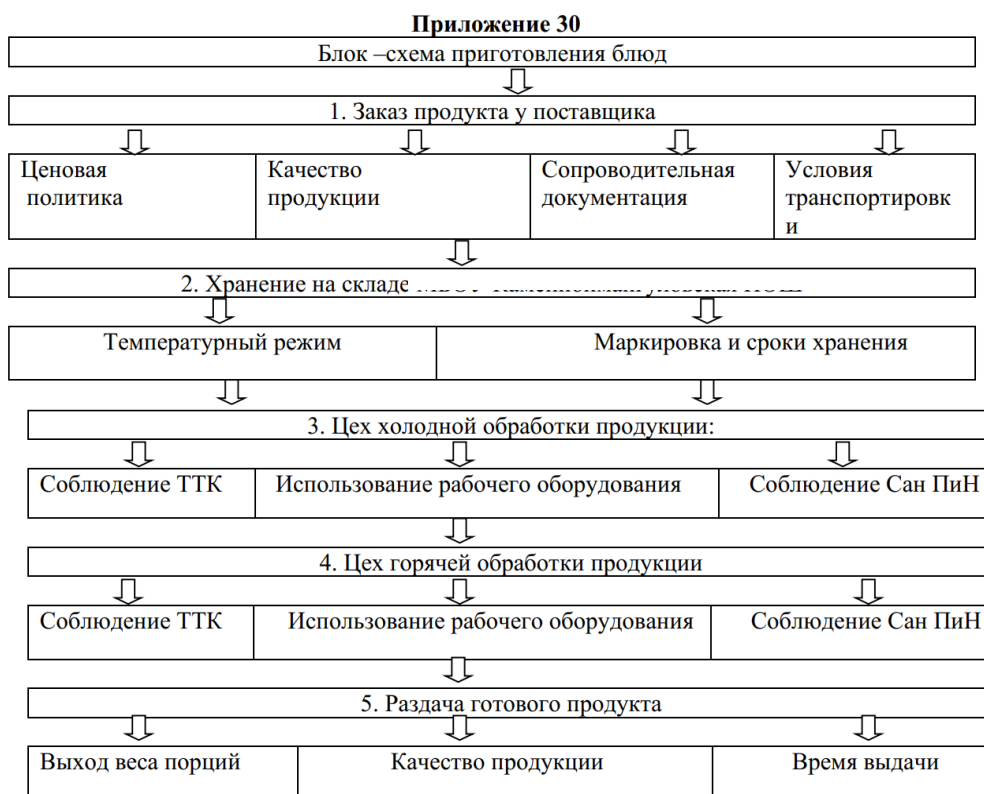 Приложение 30
Блок –схема приготовления блюд
1. Заказ продукта у поставщика
Ценовая
политика
Качество
продукции
Сопроводительная
документация
Условия
транспортировк
и
2. Хранение на складе
Температурный режим
Маркировка и сроки хранения
3. Цех холодной обработки продукции:
Соблюдение ТТК
Использование рабочего оборудования
Соблюдение Сан ПиН
4. Цех горячей обработки продукции
Соблюдение ТТК
Использование рабочего оборудования
Соблюдение Сан ПиН
5. Раздача готового продукта
Выход веса порций
Качество продукции
Время выдачи